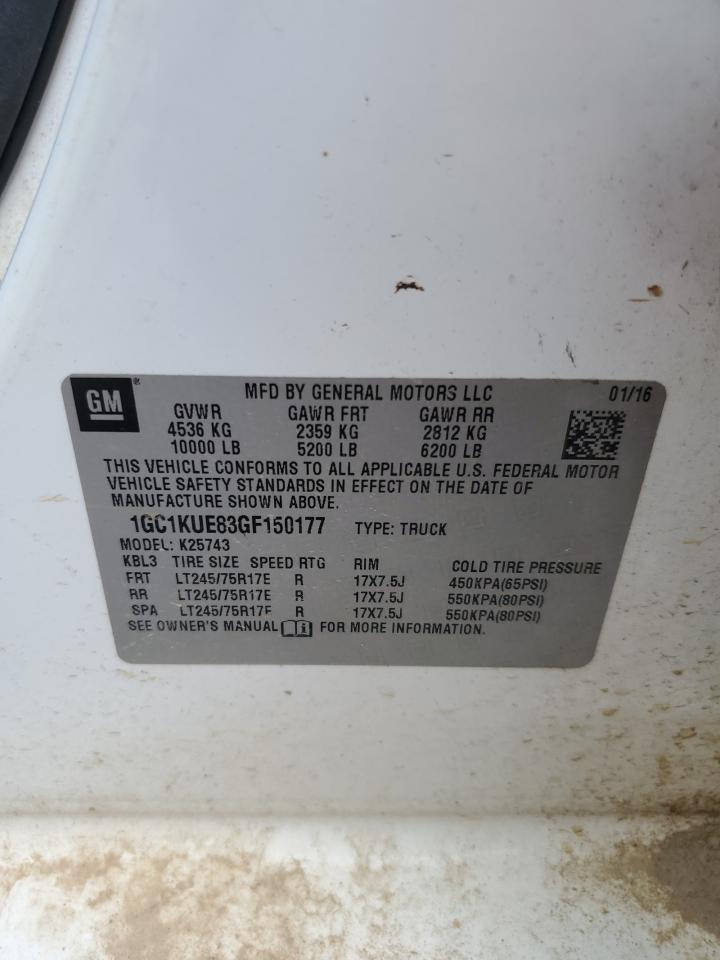 GM ® MFD BY GENERAL MOTORS LLC 01/16
GVWR GAWR FRT GAWR RR
4536 KG 2359 KG 2812 KG
10000 LB 5200 LB 6200 LB
THIS VEHICLE CONFORMS TO ALL APPLICABLE U.S. FEDERAL MOTOR
VEHICLE SAFETY STANDARDS IN EFFECT ON THE DATE OF
MANUFACTURE SHOWN ABOVE.
1GC1KUE83GF150177 TYPE: TRUCK
MODEL: K25743
KBL3 TIRE SIZE SPEED RTG RIM COLD TIRE PRESSURE
FRT LT245/75R17E R 17X7.5J 450KPA(65PSI)
RR LT245/75R17E R 17X7.5J 550KPA(80PSI)
SPA LT245/75R17E R 17X7.5J 550KPA(80PSI)
SEE OWNER'S MANUAL FOR MORE INFORMATION.